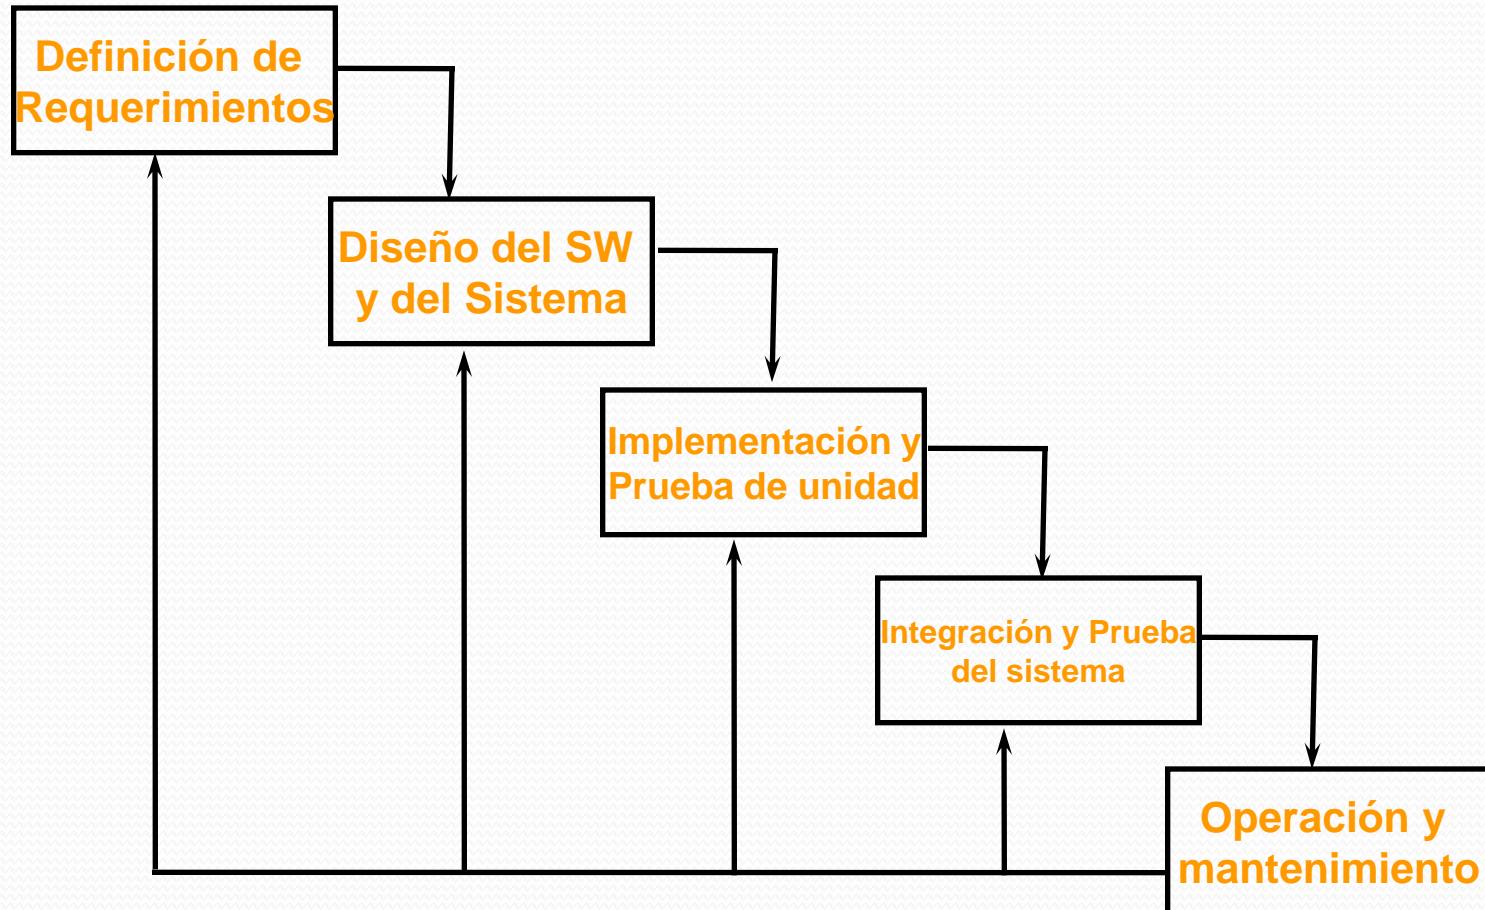 Definición de
Requerimientos
Diseño del SW
y del Sistema
Implementación y
Prueba de unidad
Integración y Prueba
del sistema
Operación y
mantenimiento